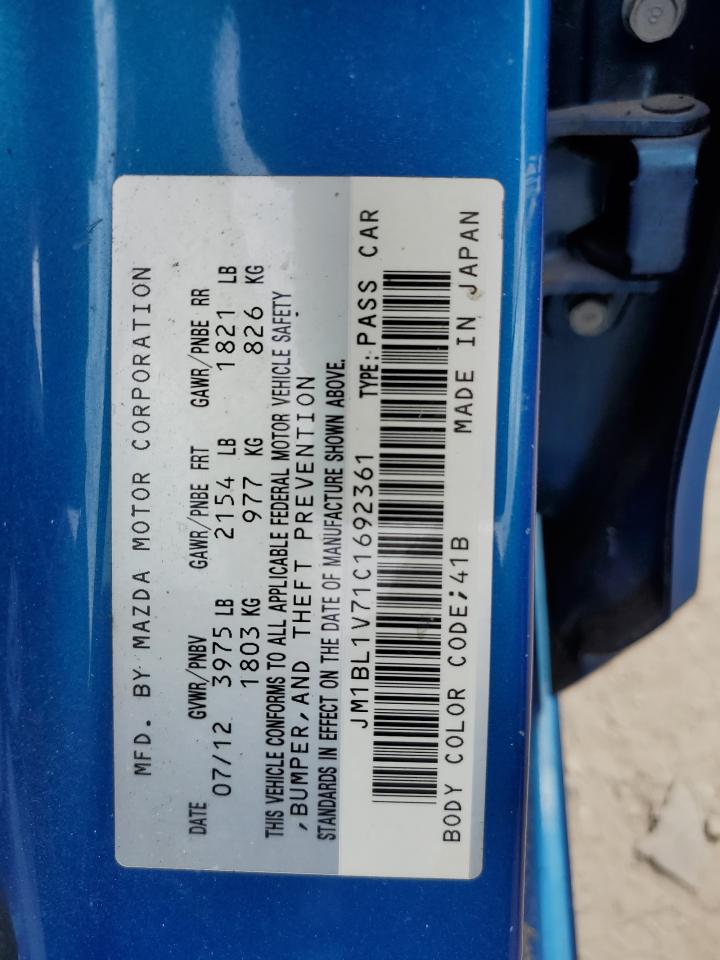 MFD. BY MAZDA MOTOR CORPORATION
DATE GVWR/PNBV GAWR/PNBE FRT GAWR/PNBE RR
07/12 3975 LB 2154 LB 1821 LB
1803 KG 977 KG 826 KG
THIS VEHICLE CONFORMS TO ALL APPLICABLE FEDERAL MOTOR VEHICLE SAFETY
,BUMPER,AND THEFT PREVENTION
STANDARDS IN EFFECT ON THE DATE OF MANUFACTURE SHOWN ABOVE.
JM1BL1V71C1692361 TYPE: PASS CAR
BODY COLOR CODE;41B MADE IN JAPAN
8